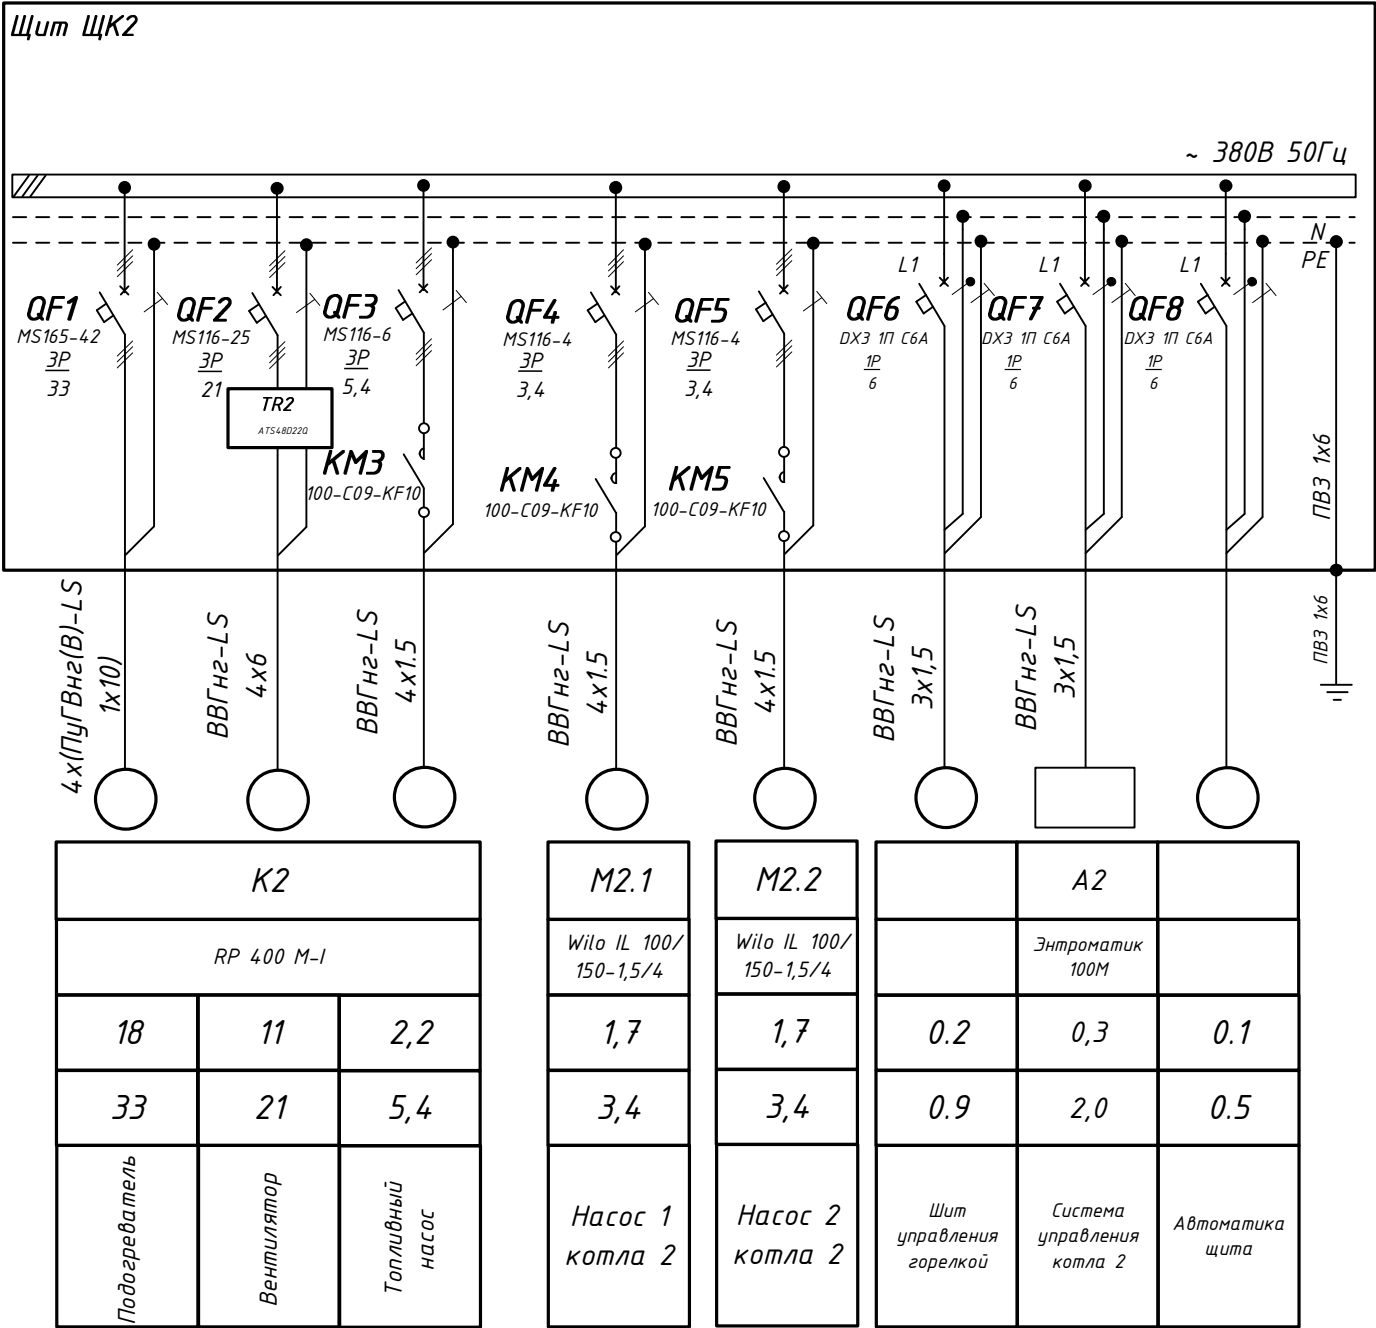 Щит ЩК2
~ 380В 50Гц
N
PE
L1
L1
L1
QF1
MS165-42
3P
33
QF2
MS116-25
3P
21
QF3
MS116-6
3P
5,4
QF4
MS116-4
3P
3,4
QF5
MS116-4
3P
3,4
QF6
DX3 1П C6A
1P
6
QF7
DX3 1П C6A
1P
6
QF8
DX3 1П C6A
1P
6
TR2
ATS48D22Q
KM3
100-C09-KF10
KM4
100-C09-KF10
KM5
100-C09-KF10
ПВ3 1х6
4х(ПуГВнг(В)-LS
1х10)
ВВГнг-LS
4х6
ВВГнг-LS
4х1.5
ВВГнг-LS
4х1.5
ВВГнг-LS
4х1.5
ВВГнг-LS
3х1,5
ВВГнг-LS
3х1,5
ПВ3 1х6
К2
RP 400 M-I
18
11
2,2
33
21
5,4
Подогреватель
Вентилятор
Топливный
насос
М2.1
Wilo IL 100/
150-1,5/4
1,7
3,4
Насос 1
котла 2
М2.2
Wilo IL 100/
150-1,5/4
1,7
3,4
Насос 2
котла 2
А2
Энтроматик
100М
0.2
0,3
0.1
0.9
2,0
0.5
Шит
управления
горелкой
Система
управления
котла 2
Автоматика
щита